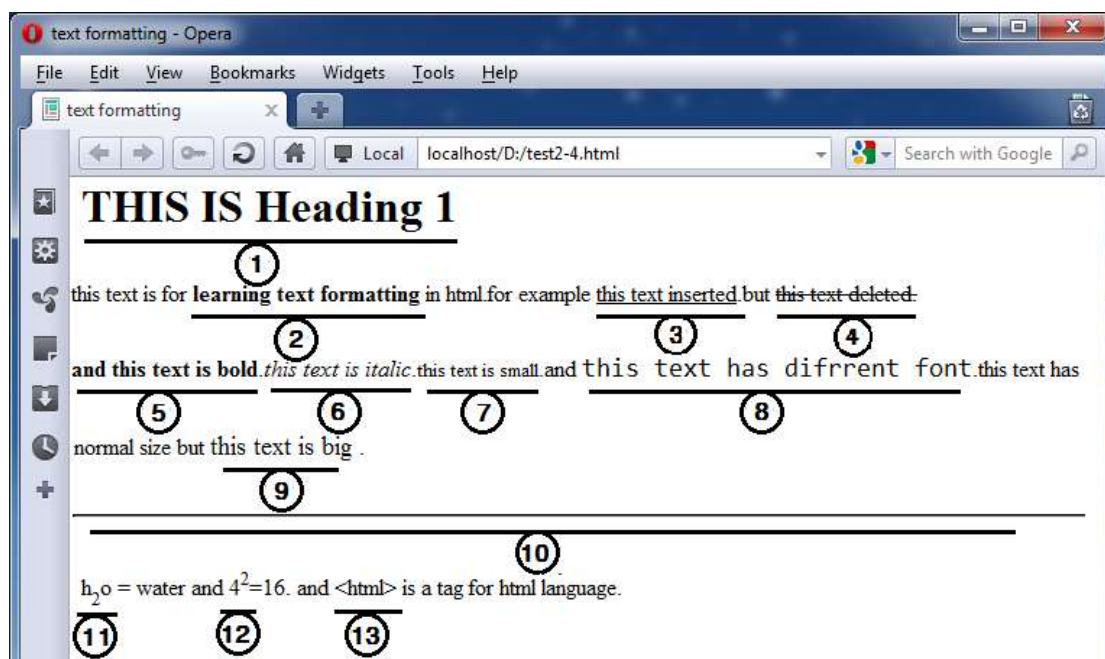 text formatting - Opera
File Edit View Bookmarks Widgets Tools Help
text formatting
Local localhost/D:/test2-4.html Search with Google
THIS IS Heading 1
1
this text is for learning text formatting in html.for example this text inserted.but this text deleted.
2 3 4
and this text is bold.this text is italic.this text is small.and this text has difrrent font.this text has
5 6 7 8
normal size but this text is big .
9
10
h2o = water and 4²=16. and <html> is a tag for html language.
11 12 13